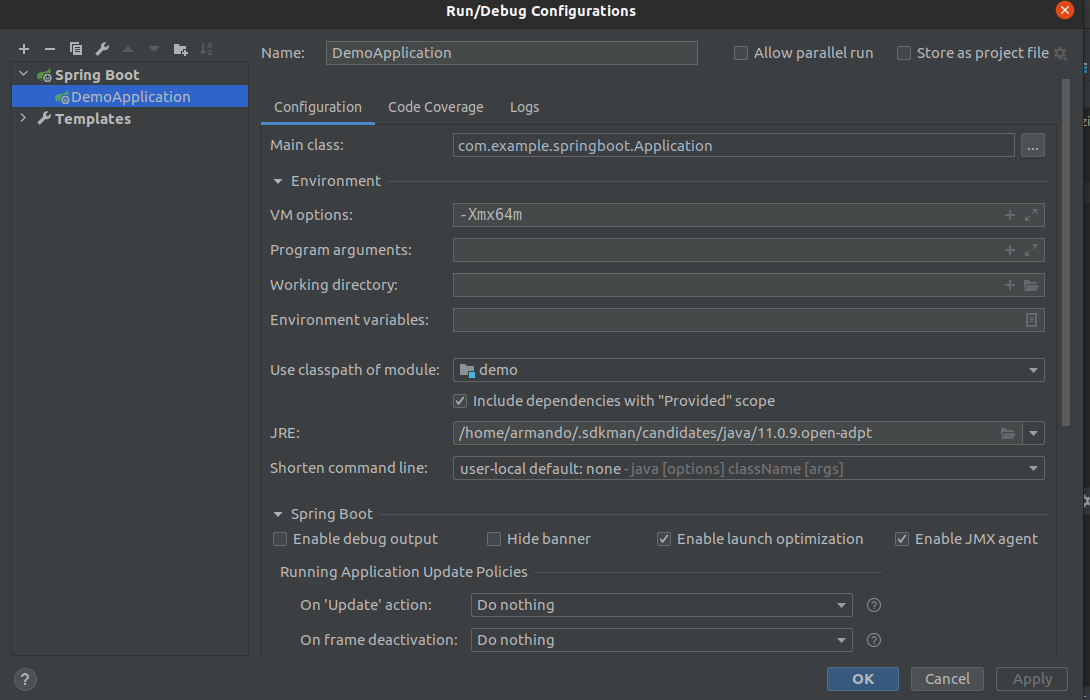 Run/Debug Configurations
Name: DemoApplication Allow parallel run Store as project file
Spring Boot
DemoApplication
Templates
Configuration Code Coverage Logs
Main class: com.example.springboot.Application ...
Environment
VM options: -Xmx64m
Program arguments:
Working directory:
Environment variables:
Use classpath of module: demo
Include dependencies with "Provided" scope
JRE: /home/armando/.sdkman/candidates/java/11.0.9.open-adpt
Shorten command line: user-local default: none - java [options] className [args]
Spring Boot
Enable debug output Hide banner Enable launch optimization Enable JMX agent
Running Application Update Policies
On 'Update' action: Do nothing ?
On frame deactivation: Do nothing ?
? OK Cancel Apply